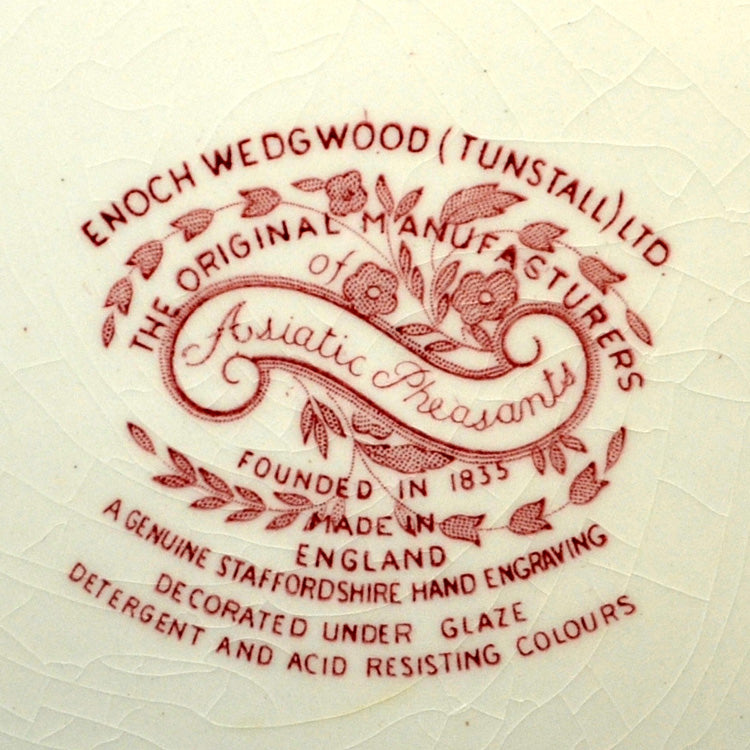 ENOCH WEDGWOOD (TUNSTALL) LTD
THE ORIGINAL MANUFACTURERS
of
Asiatic Pheasants
FOUNDED IN 1835
MADE IN
ENGLAND
A GENUINE STAFFORDSHIRE HAND ENGRAVING
DECORATED UNDER GLAZE
DETERGENT AND ACID RESISTING COLOURS